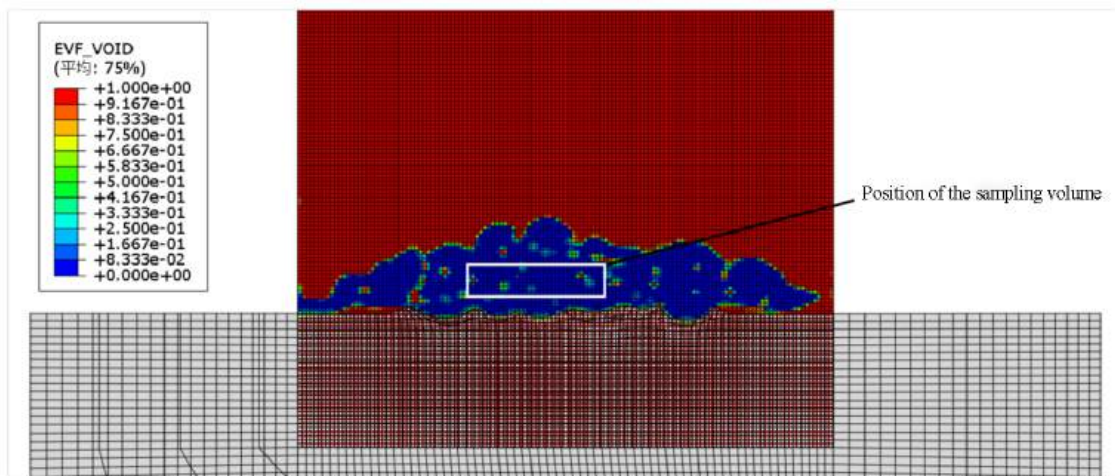 EVF_VOID
(平均: 75%)
+1.000e+00
+9.167e-01
+8.333e-01
+7.500e-01
+6.667e-01
+5.833e-01
+5.000e-01
+4.167e-01
+3.333e-01
+2.500e-01
+1.667e-01
+8.333e-02
+0.000e+00
Position of the sampling volume